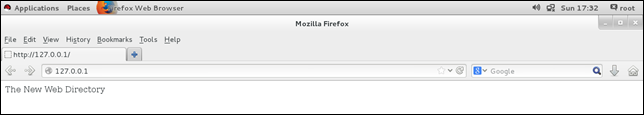 Applications Places Firefox Web Browser Sun 17:32 root
Mozilla Firefox
File Edit View History Bookmarks Tools Help
http://127.0.0.1/
127.0.0.1 Google
The New Web Directory